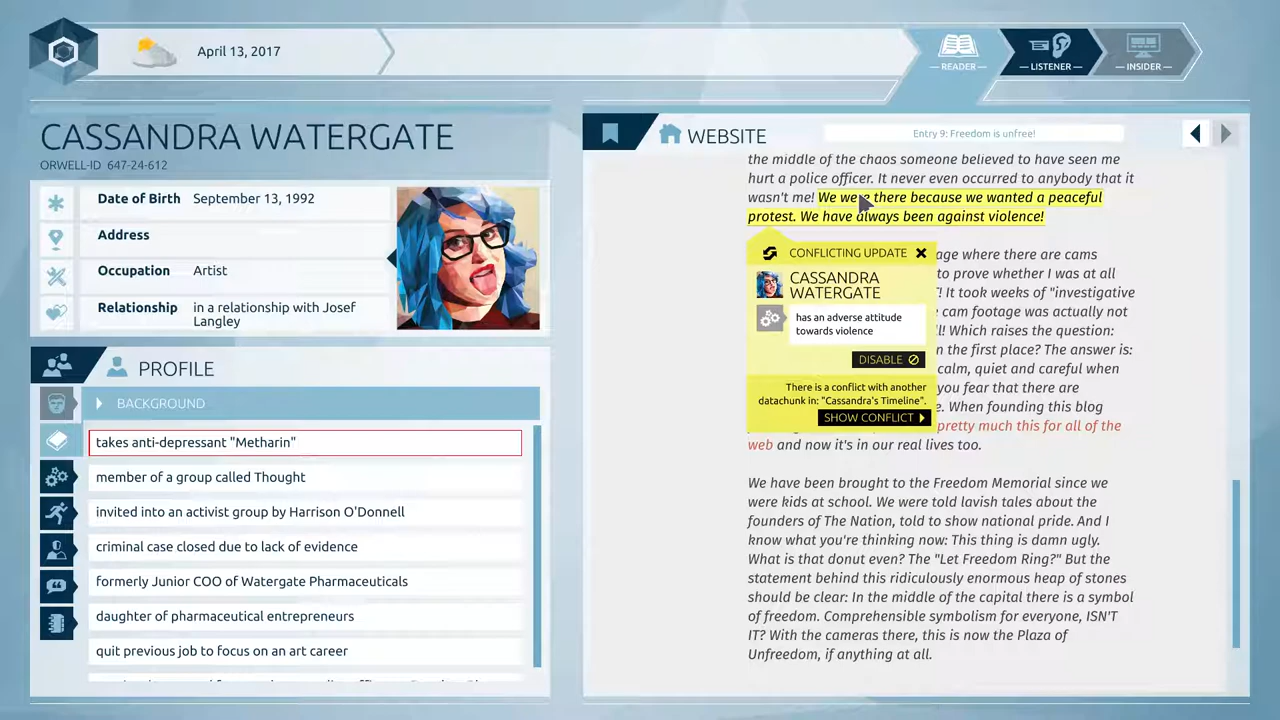 April 13, 2017
— READER —
— LISTENER —
— INSIDER —
CASSANDRA WATERGATE
ORWELL-ID 647-24-612
Date of Birth September 13, 1992
Address
Occupation Artist
Relationship in a relationship with Josef
Langley
PROFILE
BACKGROUND
takes anti-depressant "Metharin"
member of a group called Thought
invited into an activist group by Harrison O'Donnell
criminal case closed due to lack of evidence
formerly Junior COO of Watergate Pharmaceuticals
daughter of pharmaceutical entrepreneurs
quit previous job to focus on an art career
WEBSITE
Entry 9: Freedom is unfree!
the middle of the chaos someone believed to have seen me
hurt a police officer. It never even occurred to anybody that it
wasn't me! We were there because we wanted a peaceful
protest. We have always been against violence!
CONFLICTING UPDATE
CASSANDRA
WATERGATE
has an adverse attitude
towards violence
DISABLE
There is a conflict with another
datachunk in: "Cassandra's Timeline".
SHOW CONFLICT
age where there are cams
to prove whether I was at all
! It took weeks of "investigative
cam footage was actually not
! Which raises the question:
n the first place? The answer is:
calm, quiet and careful when
you fear that there are
. When founding this blog
pretty much this for all of the
web and now it's in our real lives too.
We have been brought to the Freedom Memorial since we
were kids at school. We were told lavish tales about the
founders of The Nation, told to show national pride. And I
know what you're thinking now: This thing is damn ugly.
What is that donut even? The "Let Freedom Ring?" But the
statement behind this ridiculously enormous heap of stones
should be clear: In the middle of the capital there is a symbol
of freedom. Comprehensible symbolism for everyone, ISN'T
IT? With the cameras there, this is now the Plaza of
Unfreedom, if anything at all.